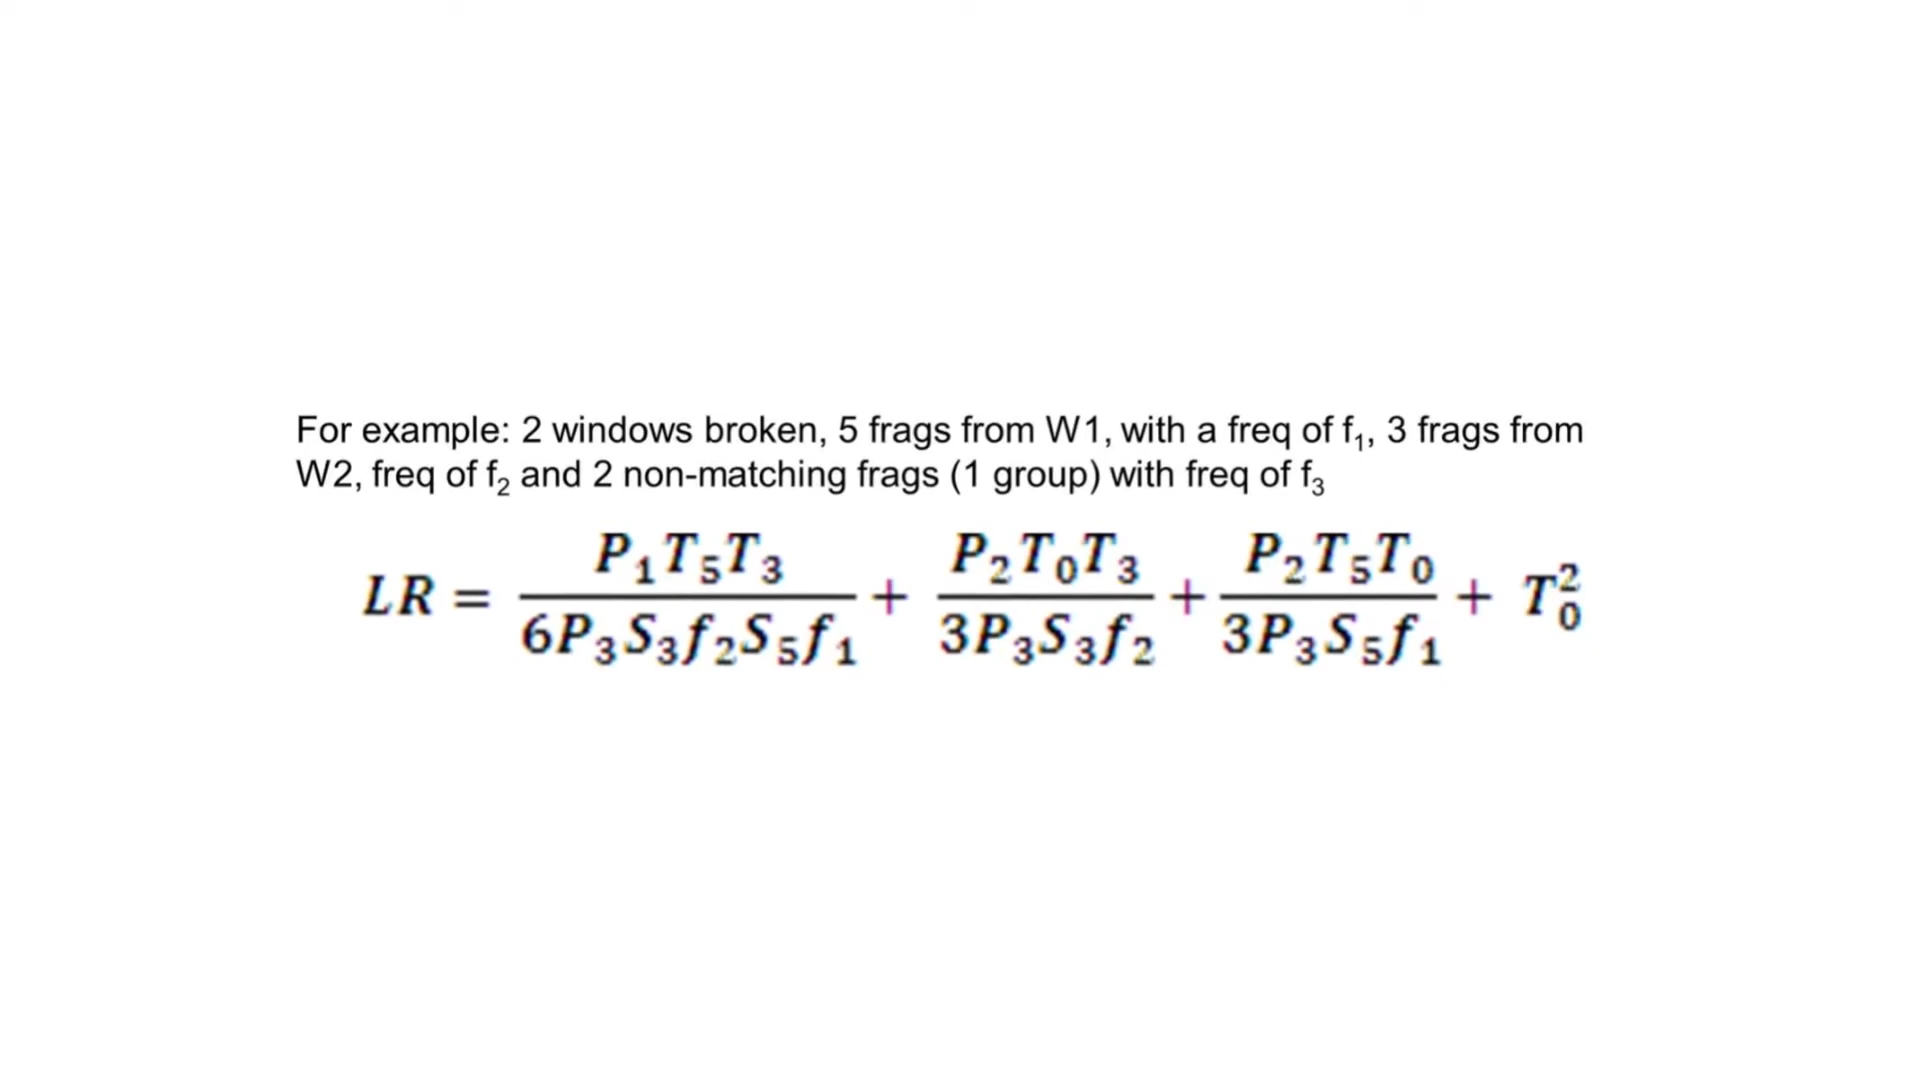 For example: 2 windows broken, 5 frags from W1, with a freq of f₁, 3 frags from
W2, freq of f₂ and 2 non-matching frags (1 group) with freq of f₃
LR = P₁T₅T₃ / 6P₃S₃f₂S₅f₁ + P₂T₀T₃ / 3P₃S₃f₂ + P₂T₅T₀ / 3P₃S₅f₁ + T₀²